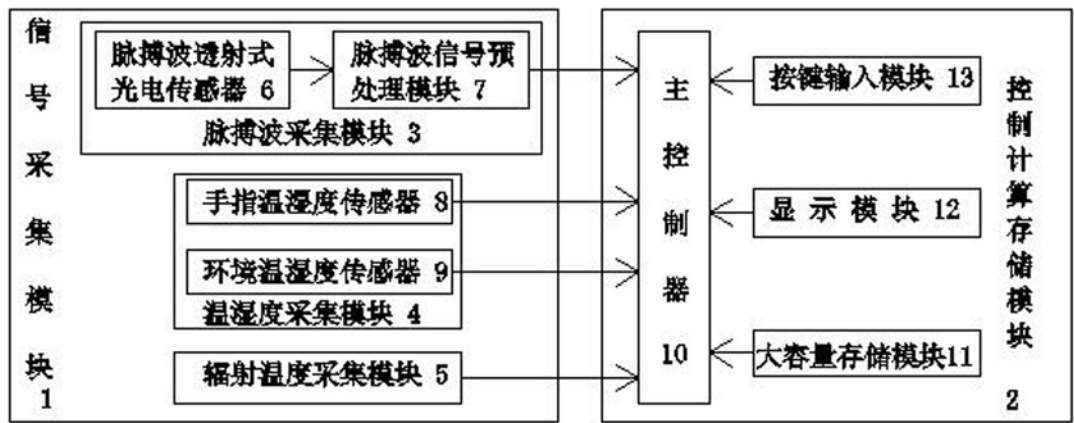 信号采集模块1
脉搏波透射式
光电传感器 6
脉搏波信号预
处理模块 7
脉搏波采集模块 3
手指温湿度传感器 8
环境温湿度传感器 9
温湿度采集模块 4
辐射温度采集模块 5
主控制器10
按键输入模块 13
显 示 模 块 12
大容量存储模块11
控制计算存储模块2